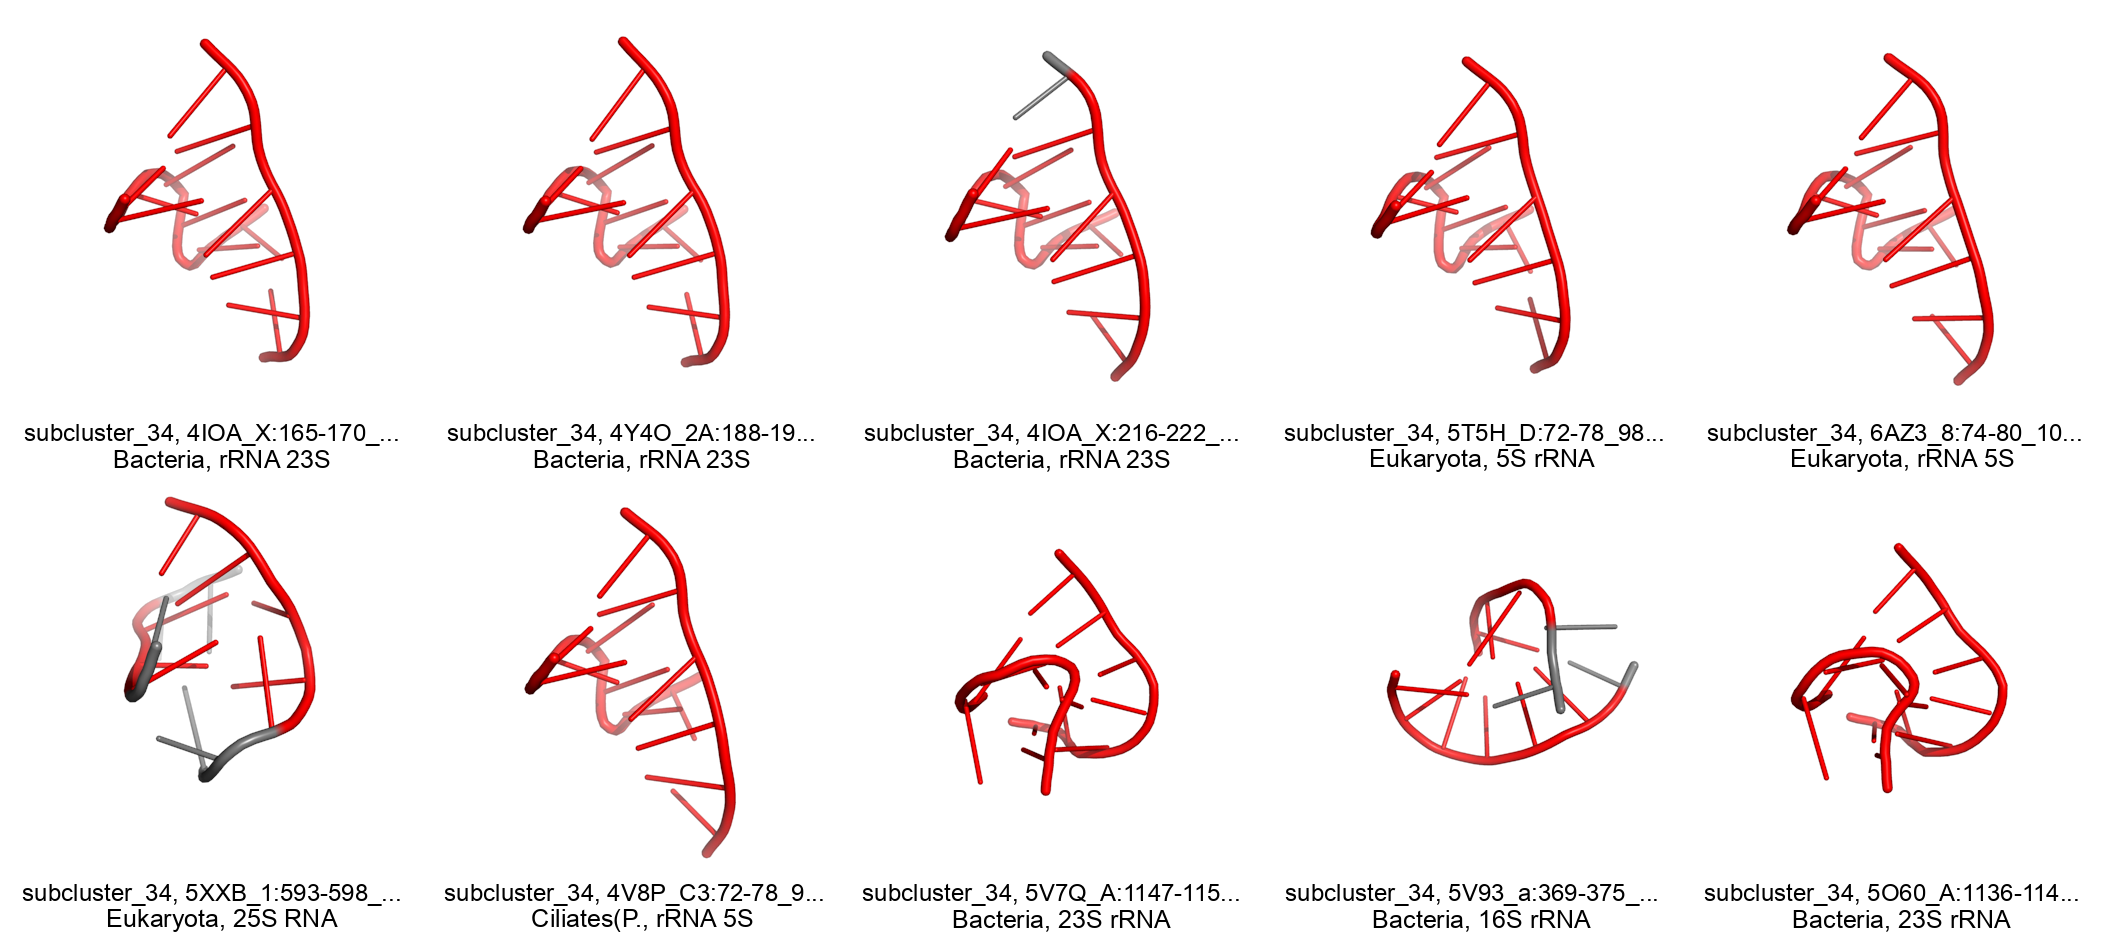 subcluster_34, 4IOA_X:165-170_...
Bacteria, rRNA 23S
subcluster_34, 4Y4O_2A:188-19...
Bacteria, rRNA 23S
subcluster_34, 4IOA_X:216-222_...
Bacteria, rRNA 23S
subcluster_34, 5T5H_D:72-78_98...
Eukaryota, 5S rRNA
subcluster_34, 6AZ3_8:74-80_10...
Eukaryota, rRNA 5S
subcluster_34, 5XXB_1:593-598_...
Eukaryota, 25S RNA
subcluster_34, 4V8P_C3:72-78_9...
Ciliates(P., rRNA 5S
subcluster_34, 5V7Q_A:1147-115...
Bacteria, 23S rRNA
subcluster_34, 5V93_a:369-375_...
Bacteria, 16S rRNA
subcluster_34, 5O60_A:1136-114...
Bacteria, 23S rRNA